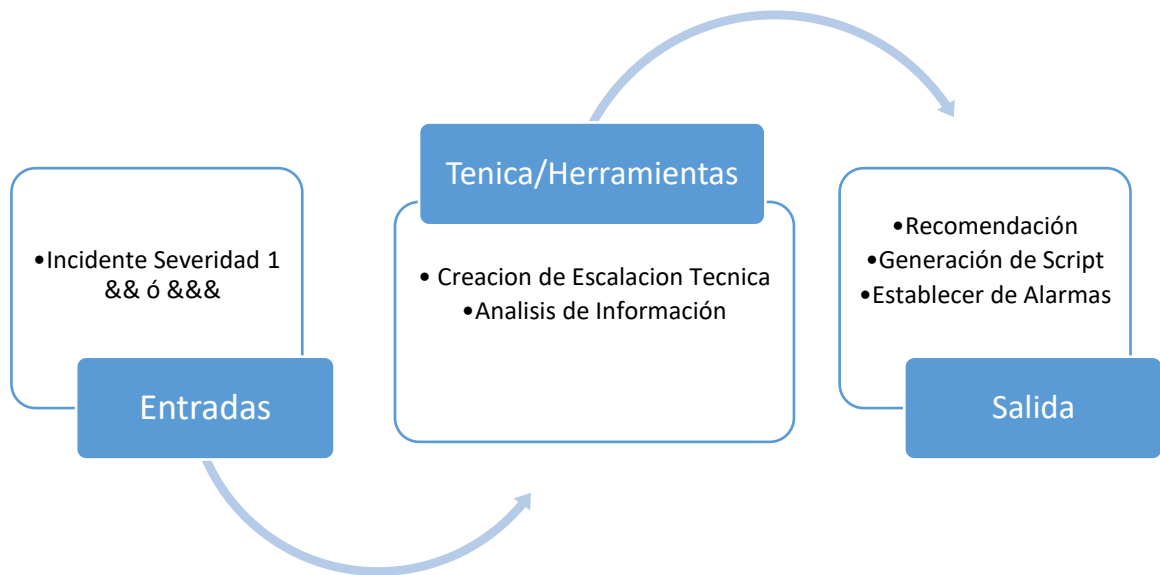 •Incidente Severidad 1
&& ó &&&
Entradas
Tenica/Herramientas
• Creacion de Escalacion Tecnica
•Analisis de Información
•Recomendación
•Generación de Script
•Establecer de Alarmas
Salida